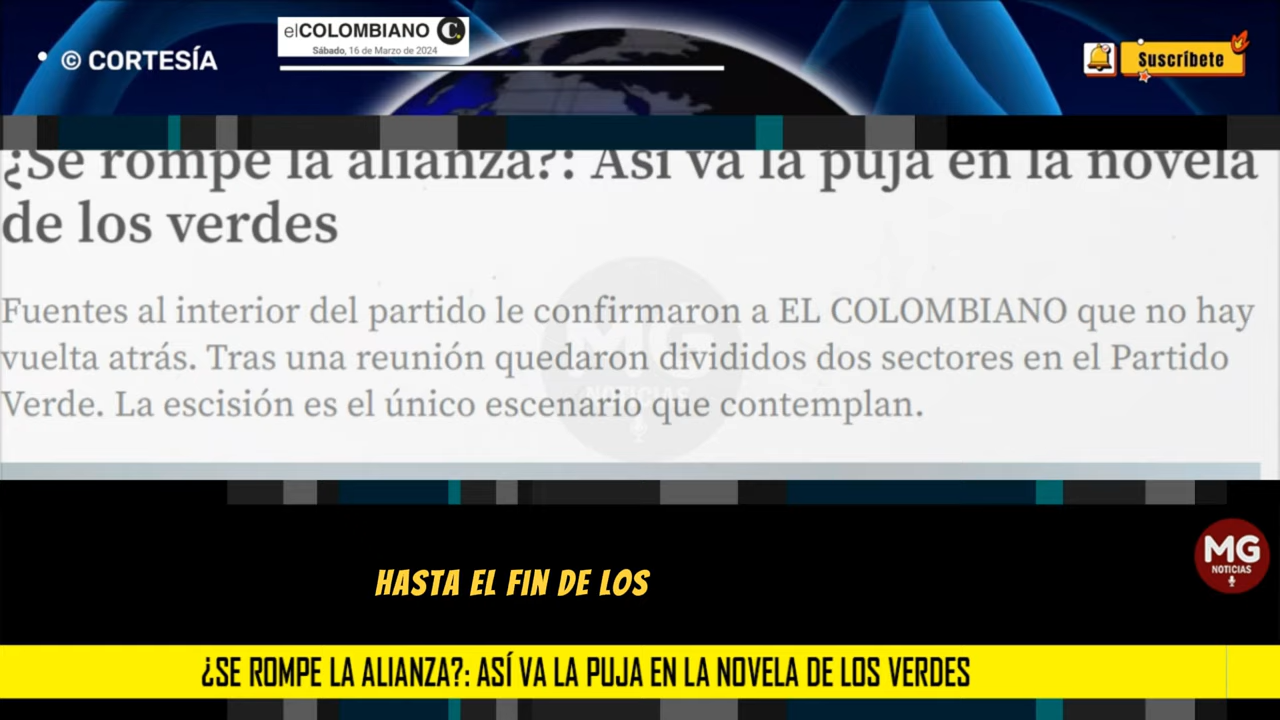 © CORTESÍA
elCOLOMBIANO C.
Sábado, 16 de Marzo de 2024
Suscríbete
¿Se rompe la alianza?: Así va la puja en la novela
de los verdes
Fuentes al interior del partido le confirmaron a EL COLOMBIANO que no hay
vuelta atrás. Tras una reunión quedaron divididos dos sectores en el Partido
Verde. La escisión es el único escenario que contemplan.
MG
NOTICIAS
HASTA EL FIN DE LOS
MG
NOTICIAS
¿SE ROMPE LA ALIANZA?: ASÍ VA LA PUJA EN LA NOVELA DE LOS VERDES